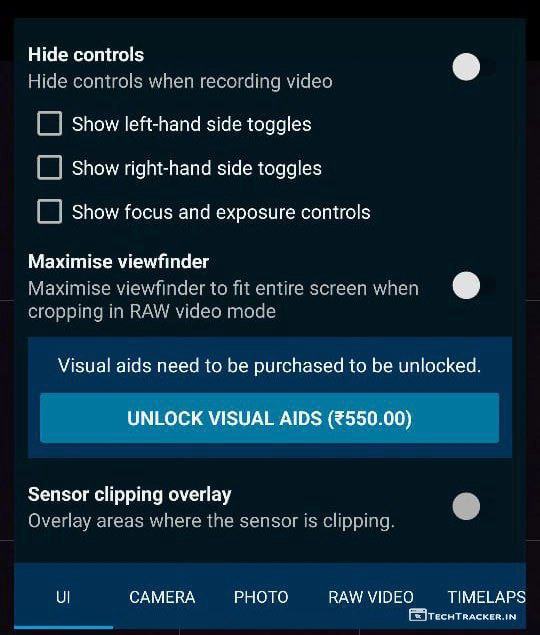 Hide controls
Hide controls when recording video
Show left-hand side toggles
Show right-hand side toggles
Show focus and exposure controls
Maximise viewfinder
Maximise viewfinder to fit entire screen when
cropping in RAW video mode
Visual aids need to be purchased to be unlocked.
UNLOCK VISUAL AIDS (₹550.00)
Sensor clipping overlay
Overlay areas where the sensor is clipping.
UI CAMERA PHOTO RAW VIDEO TIMELAPS
TECHTRACKER.IN